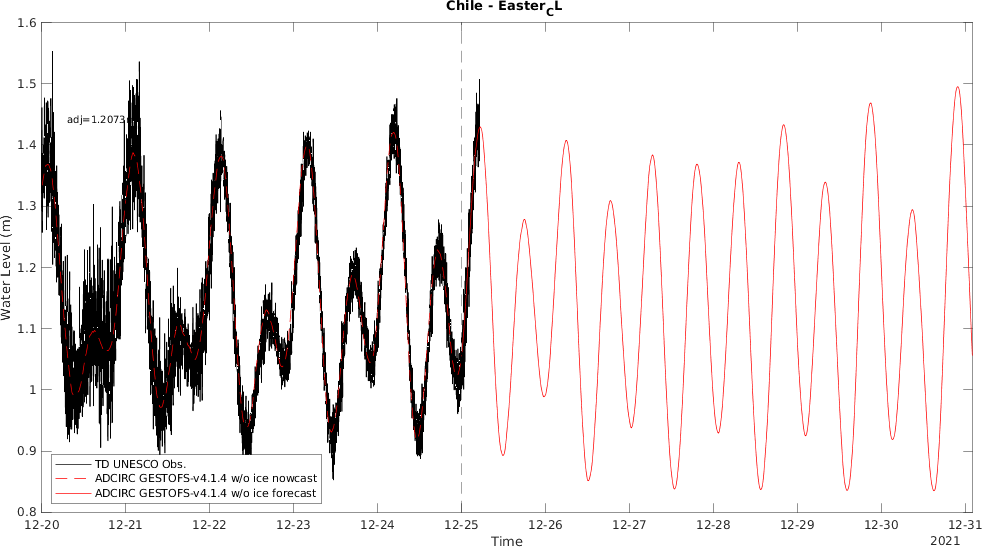 Chile - Easter_CL
1.6
1.5
1.4
1.3
1.2
1.1
1
0.9
0.8
Water Level (m)
adj=1.2073
TD UNESCO Obs.
ADCIRC GESTOFS-v4.1.4 w/o ice nowcast
ADCIRC GESTOFS-v4.1.4 w/o ice forecast
12-20 12-21 12-22 12-23 12-24 12-25 12-26 12-27 12-28 12-29 12-30 12-31
Time
2021